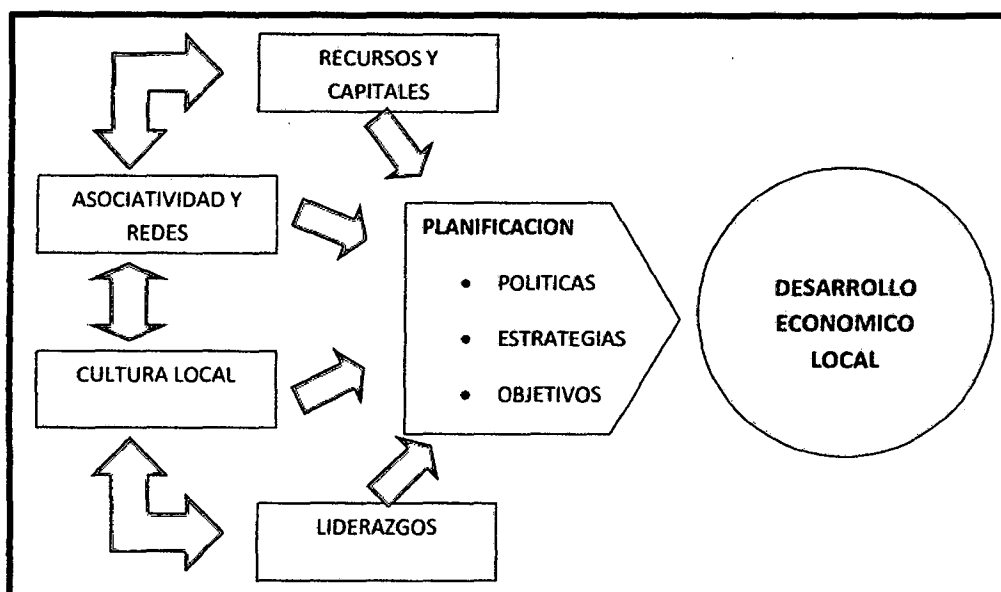 RECURSOS Y
CAPITALES
ASOCIATIVIDAD Y
REDES
CULTURA LOCAL
LIDERAZGOS
PLANIFICACION
• POLITICAS
• ESTRATEGIAS
• OBJETIVOS
DESARROLLO
ECONOMICO
LOCAL